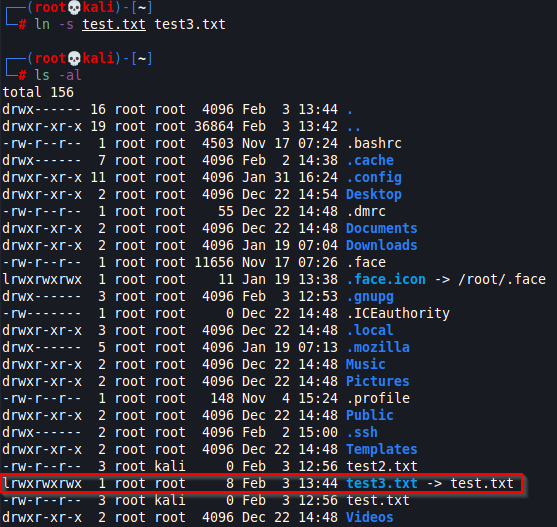 ┌──(root💀kali)-[~]
└─# ln -s test.txt test3.txt
┌──(root💀kali)-[~]
└─# ls -al
total 156
drwx------ 16 root root  4096 Feb  3 13:44 .
drwxr-xr-x 19 root root 36864 Feb  3 13:42 ..
-rw-r--r--  1 root root  4503 Nov 17 07:24 .bashrc
drwx------  7 root root  4096 Feb  2 14:38 .cache
drwxr-xr-x 11 root root  4096 Jan 31 16:24 .config
drwxr-xr-x  2 root root  4096 Dec 22 14:54 Desktop
-rw-r--r--  1 root root    55 Dec 22 14:48 .dmrc
drwxr-xr-x  2 root root  4096 Dec 22 14:48 Documents
drwxr-xr-x  2 root root  4096 Jan 19 07:04 Downloads
-rw-r--r--  1 root root 11656 Nov 17 07:26 .face
lrwxrwxrwx  1 root root    11 Jan 19 13:38 .face.icon -> /root/.face
drwx------  3 root root  4096 Feb  3 12:53 .gnupg
-rw-------  1 root root     0 Dec 22 14:48 .ICEauthority
drwxr-xr-x  3 root root  4096 Dec 22 14:48 .local
drwx------  5 root root  4096 Jan 19 07:13 .mozilla
drwxr-xr-x  2 root root  4096 Dec 22 14:48 Music
drwxr-xr-x  2 root root  4096 Dec 22 14:48 Pictures
-rw-r--r--  1 root root   148 Nov  4 15:24 .profile
drwxr-xr-x  2 root root  4096 Dec 22 14:48 Public
drwx------  2 root root  4096 Feb  2 15:00 .ssh
drwxr-xr-x  2 root root  4096 Dec 22 14:48 Templates
-rw-r--r--  3 root kali     0 Feb  3 12:56 test2.txt
lrwxrwxrwx  1 root root     8 Feb  3 13:44 test3.txt -> test.txt
-rw-r--r--  3 root kali     0 Feb  3 12:56 test.txt
drwxr-xr-x  2 root root  4096 Dec 22 14:48 Videos